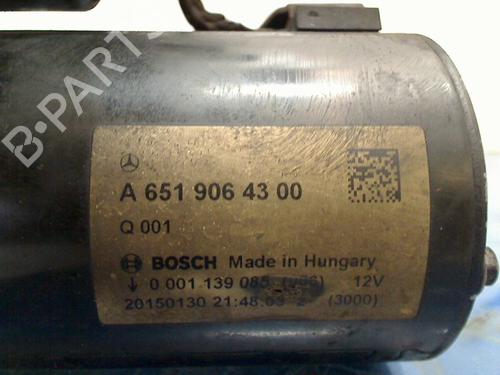 B-PARTS
A 651 906 43 00
Q 001
BOSCH Made in Hungary
0 001 139 085 12V
20150130 21:48:03 2 (3000)